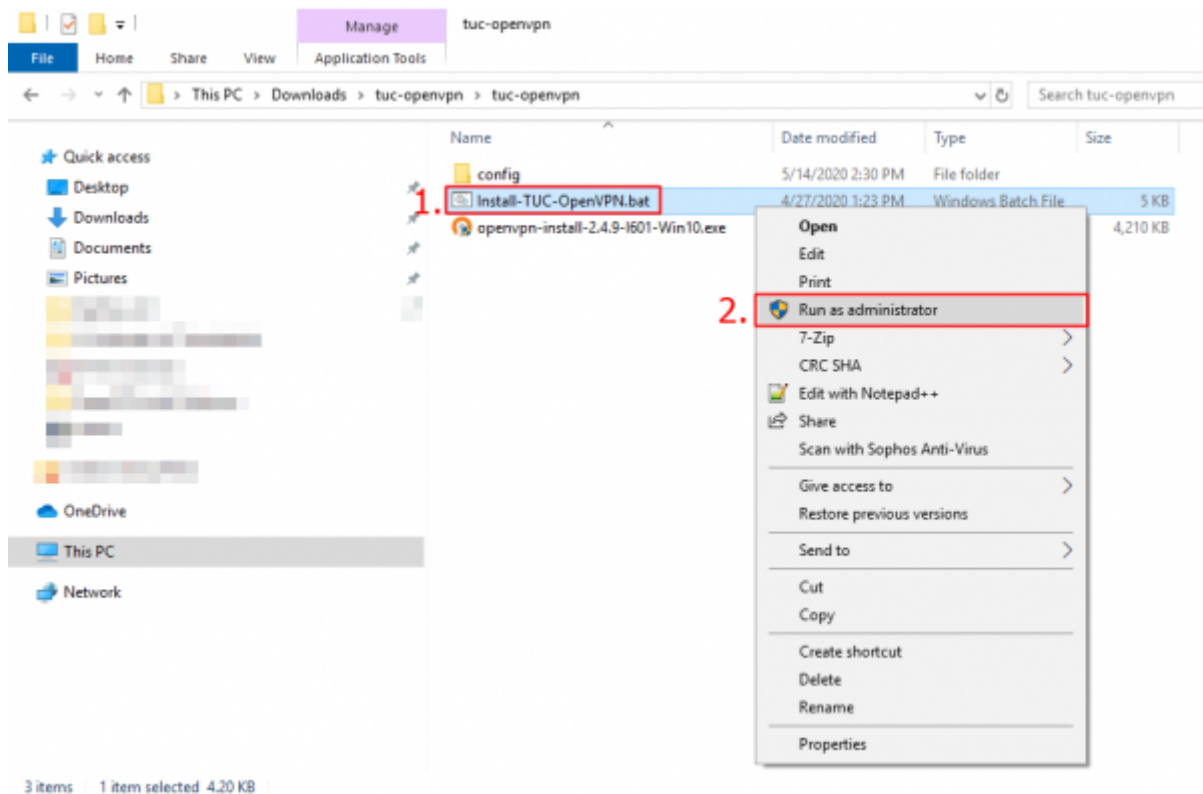 Manage tuc-openvpn
File Home Share View Application Tools
This PC > Downloads > tuc-openvpn > tuc-openvpn Search tuc-openvpn
Name Date modified Type Size
Quick access
Desktop
Downloads
Documents
Pictures
OneDrive
This PC
Network
config 5/14/2020 2:30 PM File folder
1. Install-TUC-OpenVPN.bat 4/27/2020 1:23 PM Windows Batch File 5 KB
openvpn-install-2.4.9-I601-Win10.exe 4,210 KB
Open
Edit
Print
2. Run as administrator
7-Zip
CRC SHA
Edit with Notepad++
Share
Scan with Sophos Anti-Virus
Give access to
Restore previous versions
Send to
Cut
Copy
Create shortcut
Delete
Rename
Properties
3 items 1 item selected 4.20 KB